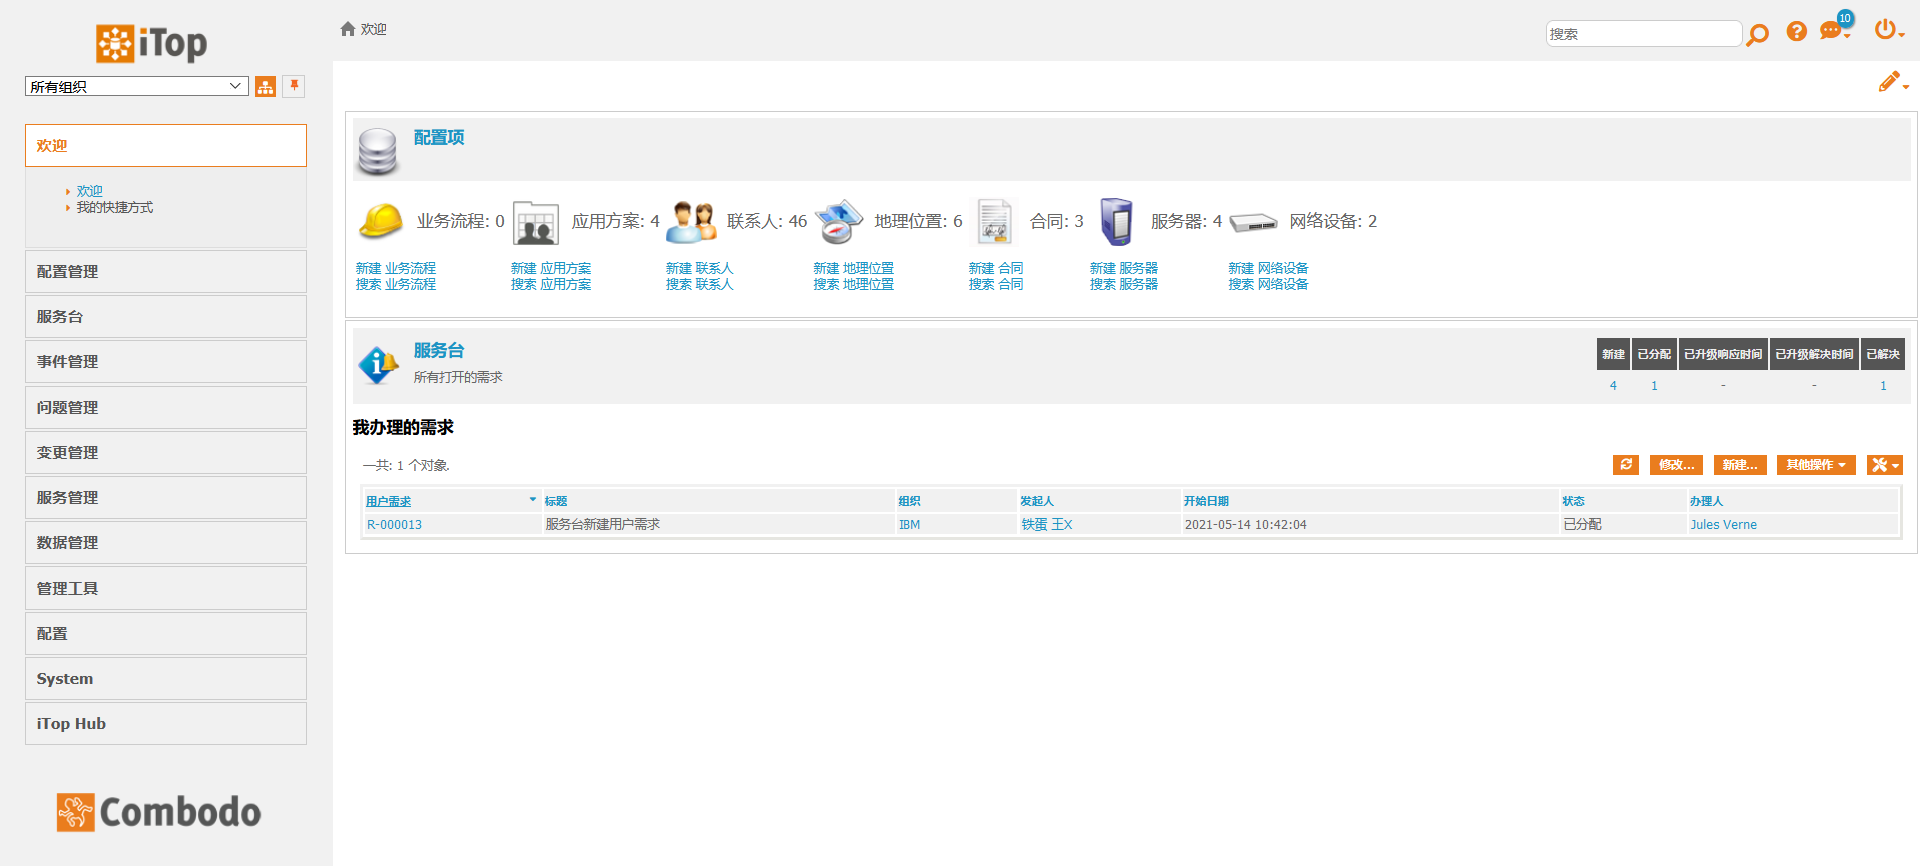 iTop
欢迎
搜索
10
所有组织
欢迎
欢迎
我的快捷方式
配置管理
服务台
事件管理
问题管理
变更管理
服务管理
数据管理
管理工具
配置
System
iTop Hub
Combodo
配置项
业务流程: 0
应用方案: 4
联系人: 46
地理位置: 6
合同: 3
服务器: 4
网络设备: 2
新建 业务流程
搜索 业务流程
新建 应用方案
搜索 应用方案
新建 联系人
搜索 联系人
新建 地理位置
搜索 地理位置
新建 合同
搜索 合同
新建 服务器
搜索 服务器
新建 网络设备
搜索 网络设备
服务台
所有打开的需求
新建 已分配 已升级响应时间 已升级解决时间 已解决
4 1 - - 1
我办理的需求
一共: 1 个对象.
修改... 新建... 其他操作
用户需求 标题 组织 发起人 开始日期 状态 办理人
R-000013 服务台新建用户需求 IBM 铁蛋 王X 2021-05-14 10:42:04 已分配 Jules Verne